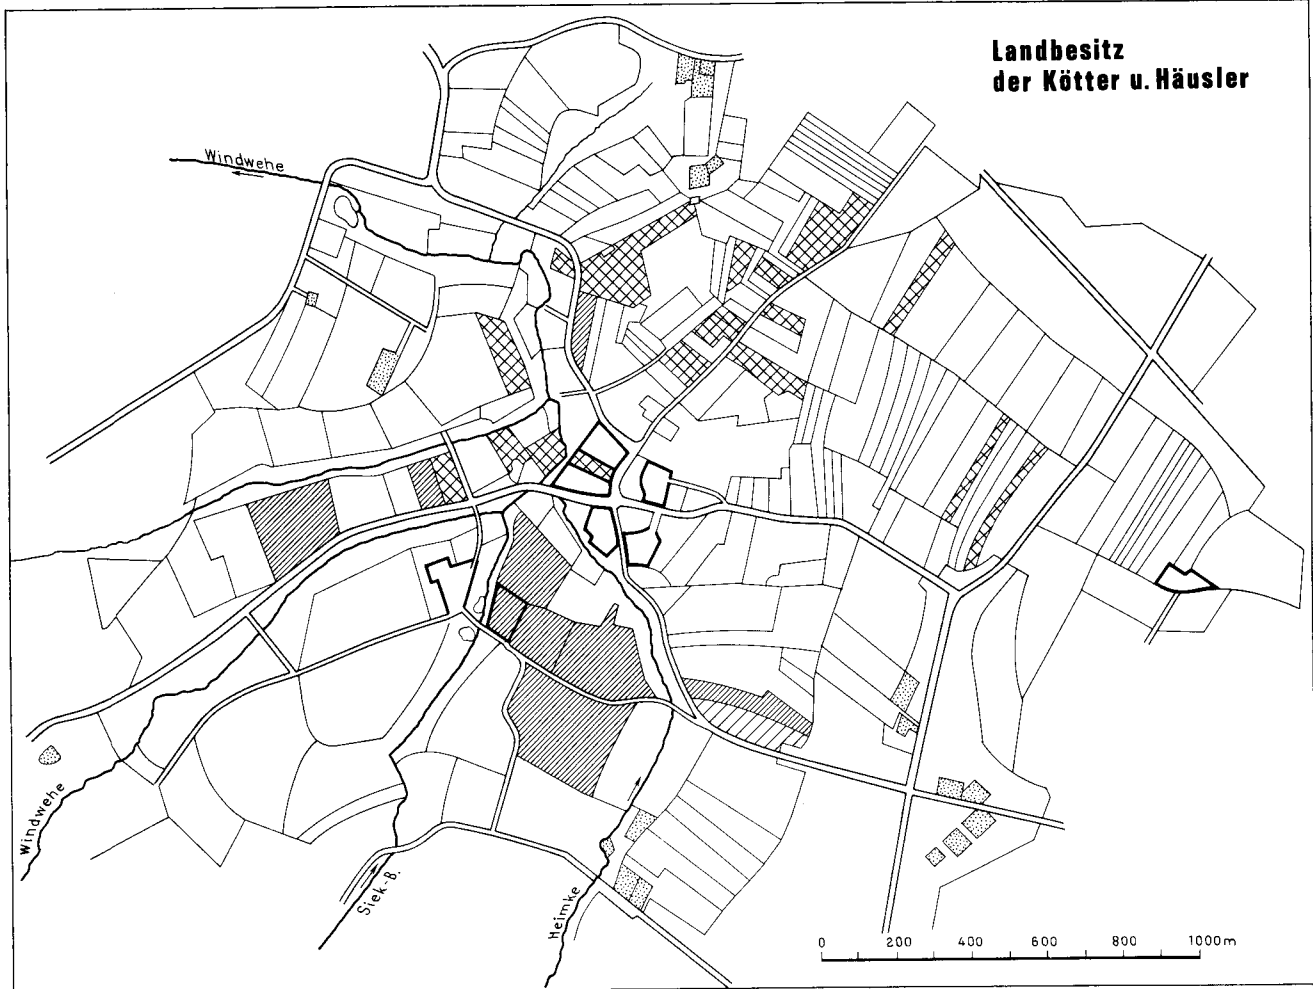 Landbesitz
der Kötter u. Häusler
Windwehe
Windwehe
Siek-B.
Heimke
0 200 400 600 800 1000m